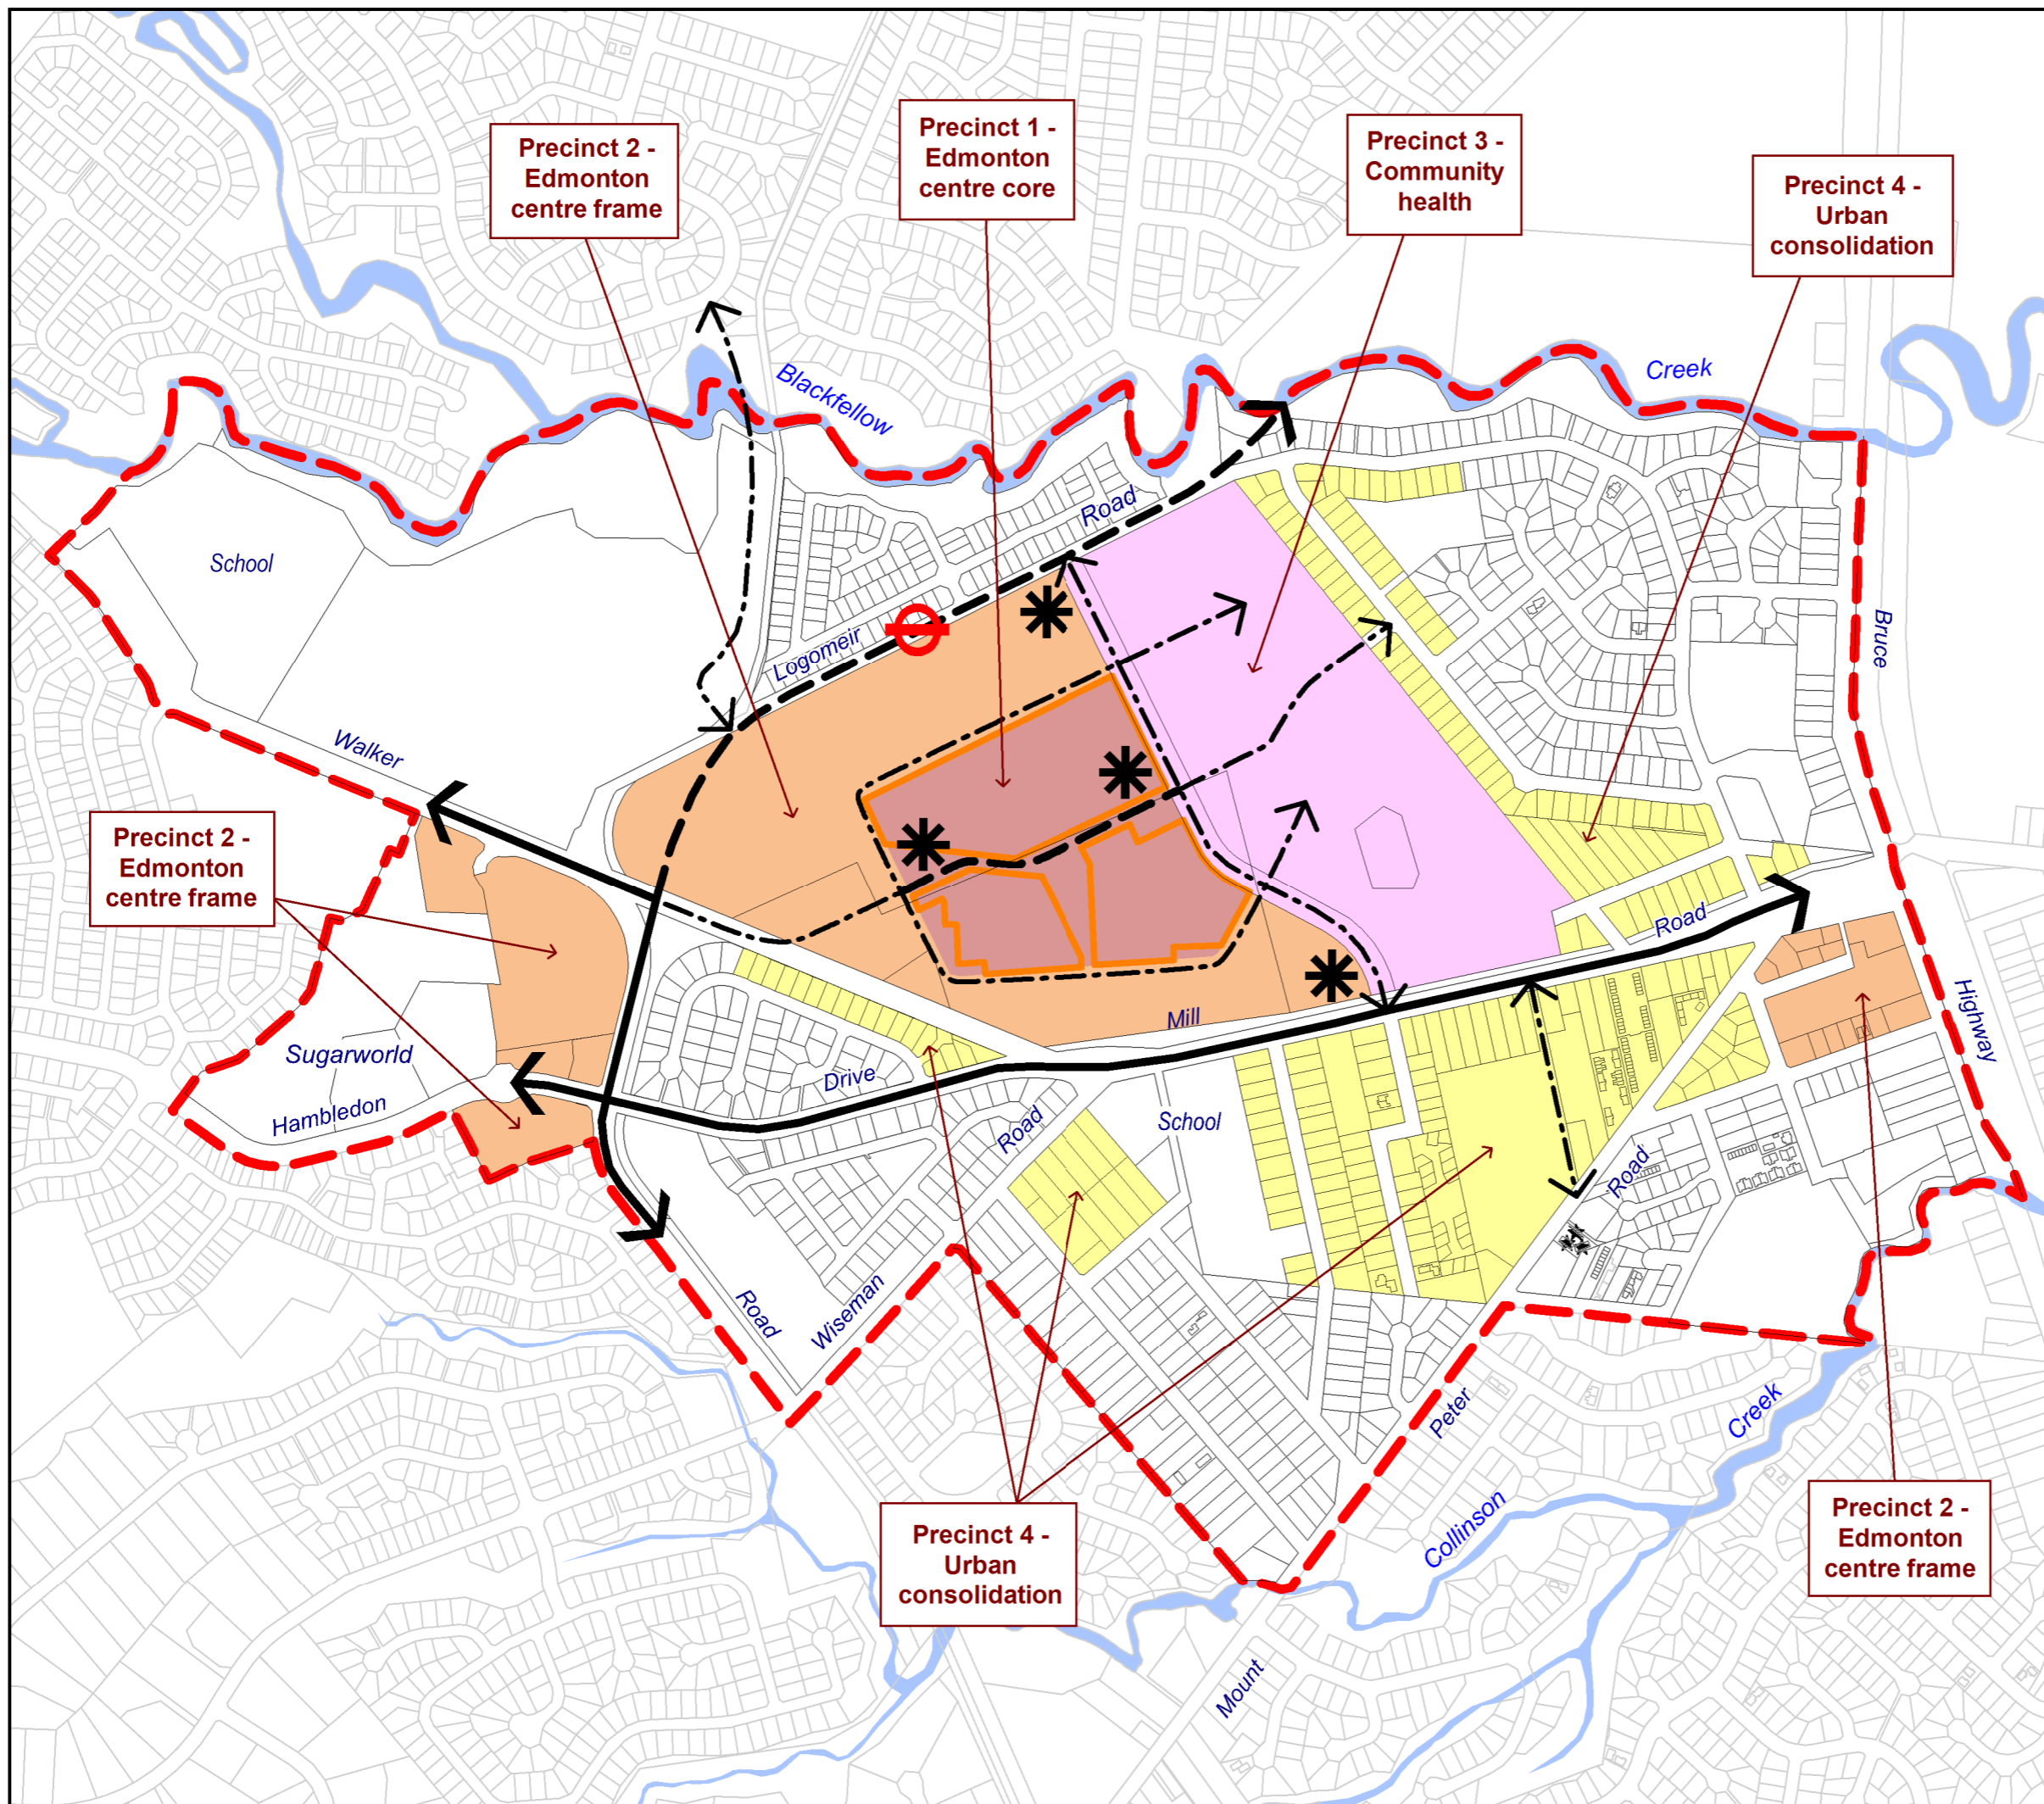 Precinct 1 -
Edmonton
centre core
Precinct 3 -
Community
health
Precinct 2 -
Edmonton
centre frame
Precinct 4 -
Urban
consolidation
Blackfellow
Creek
Road
School
Logomeir
Bruce
Walker
Precinct 2 -
Edmonton
centre frame
Road
Highway
Mill
Sugarworld
Drive
Hambledon
Road
School
Road
Road
Wiseman
Peter
Creek
Collinson
Precinct 4 -
Urban
consolidation
Precinct 2 -
Edmonton
centre frame
Mount